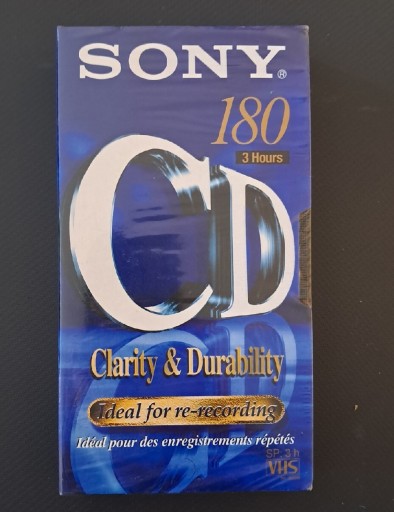 SONY®
180
3 Hours
CD
Clarity & Durability
Ideal for re-recording
Idéal pour des enregistrements répétés
SP: 3 h
VHS